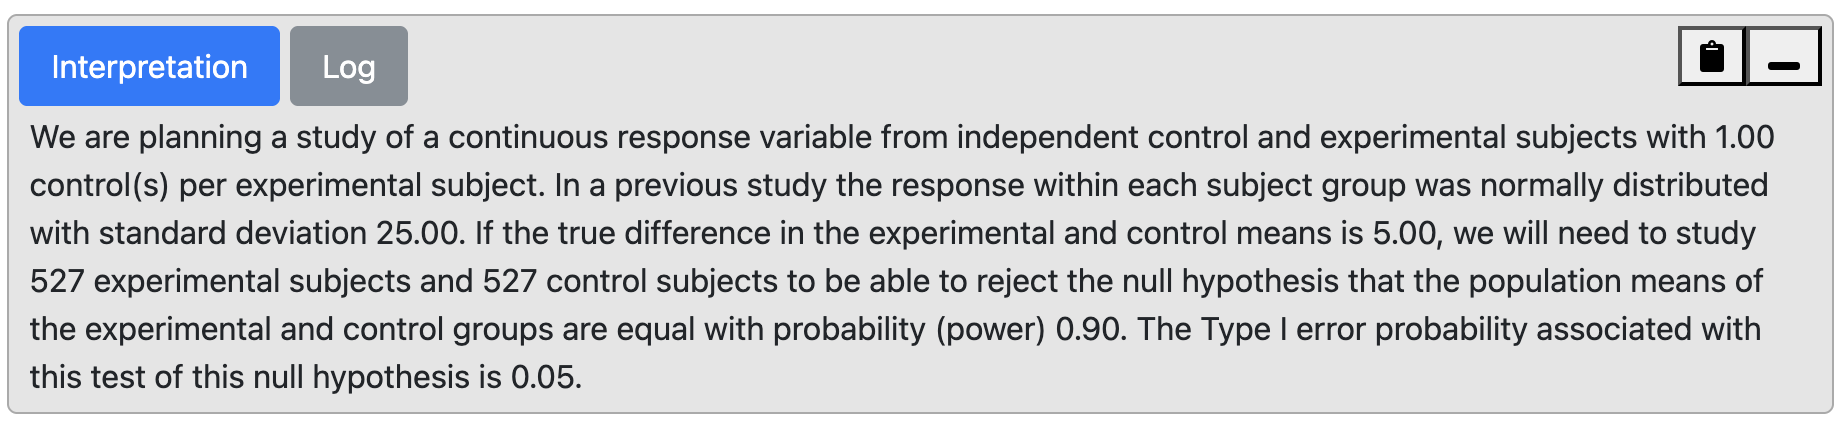 Interpretation Log
We are planning a study of a continuous response variable from independent control and experimental subjects with 1.00
control(s) per experimental subject. In a previous study the response within each subject group was normally distributed
with standard deviation 25.00. If the true difference in the experimental and control means is 5.00, we will need to study
527 experimental subjects and 527 control subjects to be able to reject the null hypothesis that the population means of
the experimental and control groups are equal with probability (power) 0.90. The Type I error probability associated with
this test of this null hypothesis is 0.05.